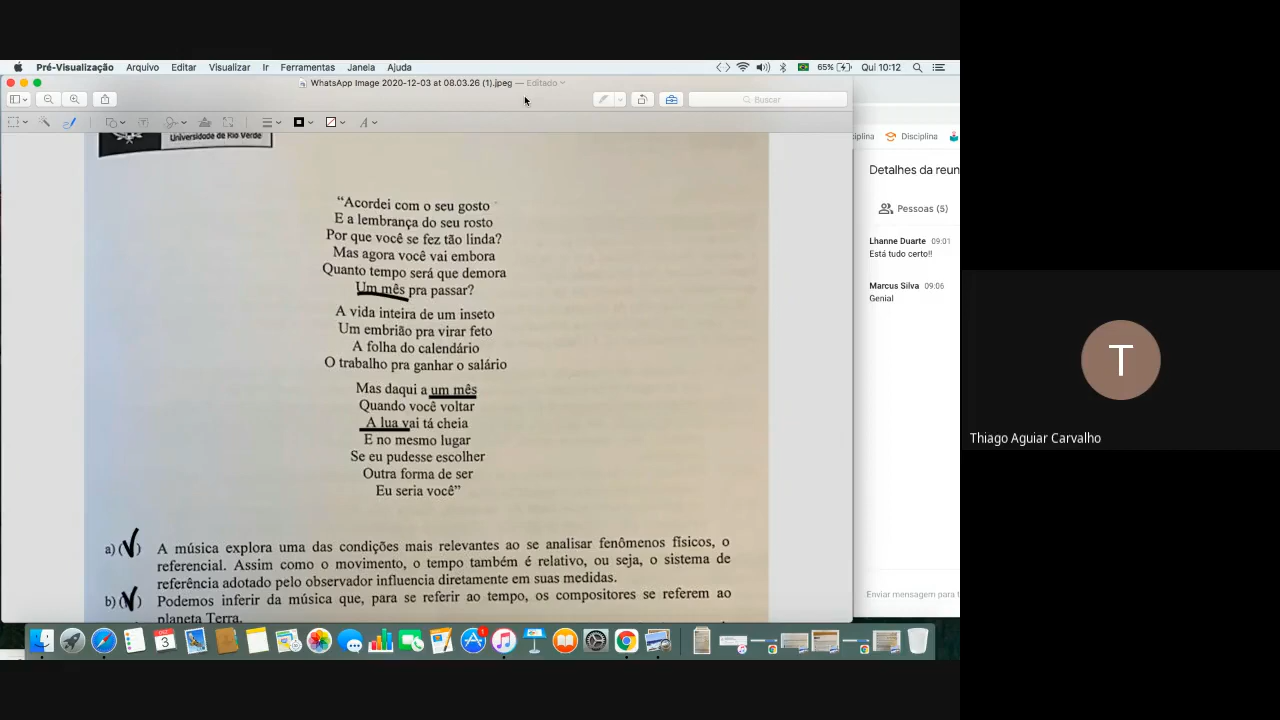 Pré-Visualização Arquivo Editar Visualizar Ir Ferramentas Janela Ajuda 65% Qui 10:12
WhatsApp Image 2020-12-03 at 08.03.26 (1).jpeg — Editado
Buscar
Universidade de Rio Verde
“Acordei com o seu gosto
E a lembrança do seu rosto
Por que você se fez tão linda?
Mas agora você vai embora
Quanto tempo será que demora
Um mês pra passar?
A vida inteira de um inseto
Um embrião pra virar feto
A folha do calendário
O trabalho pra ganhar o salário
Mas daqui a um mês
Quando você voltar
A lua vai tá cheia
E no mesmo lugar
Se eu pudesse escolher
Outra forma de ser
Eu seria você”
a) ( ) A música explora uma das condições mais relevantes ao se analisar fenômenos físicos, o
referencial. Assim como o movimento, o tempo também é relativo, ou seja, o sistema de
referência adotado pelo observador influencia diretamente em suas medidas.
b) ( ) Podemos inferir da música que, para se referir ao tempo, os compositores se referem ao
planeta Terra.
Disciplina
Detalhes da reun
Pessoas (5)
Lhanne Duarte 09:01
Está tudo certo!!
Marcus Silva 09:06
Genial
Enviar mensagem para t
T
Thiago Aguiar Carvalho